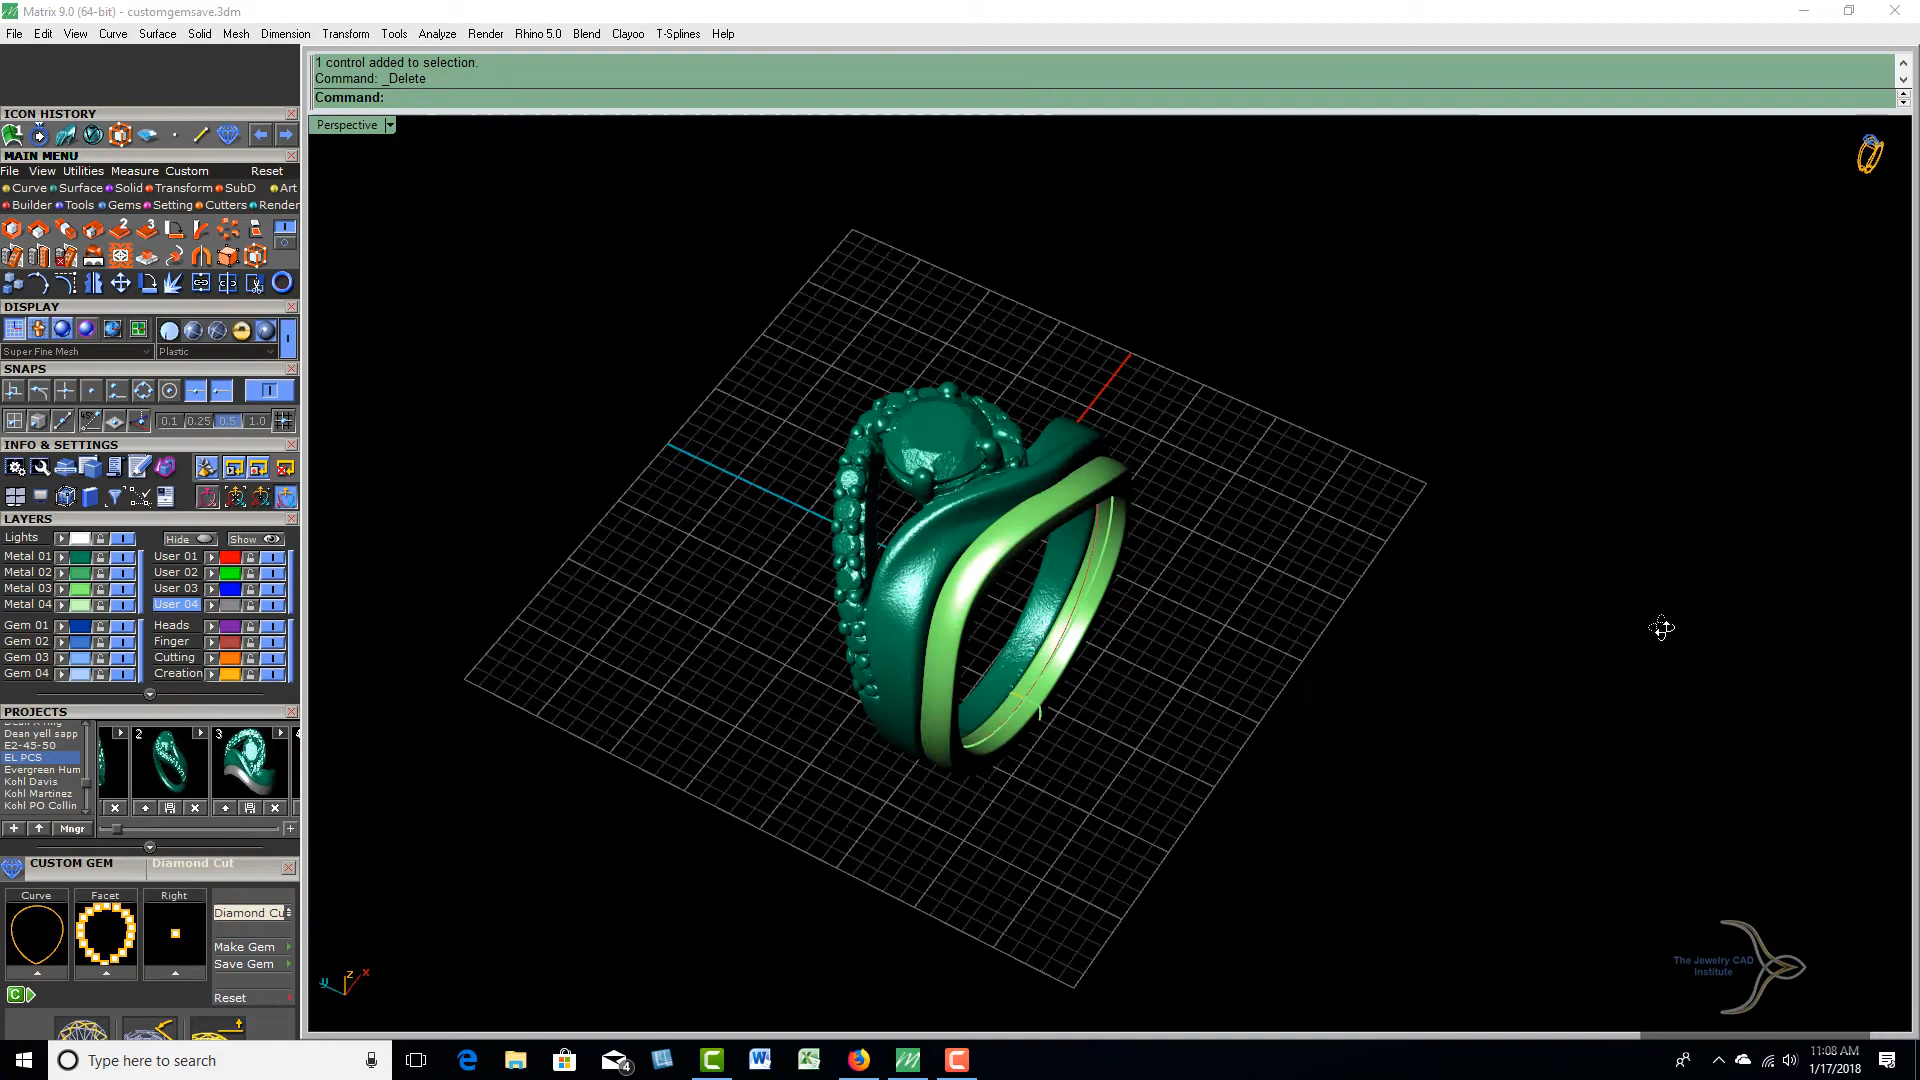 Matrix 9.0 (64-bit) - customgemsave.3dm
File Edit View Curve Surface Solid Mesh Dimension Transform Tools Analyze Render Rhino 5.0 Blend Clayoo T-Splines Help
1 control added to selection.
Command: _Delete
Command:
Perspective
ICON HISTORY
MAIN MENU
File View Utilities Measure Custom Reset
Curve Surface Solid Transform SubD Art
Builder Tools Gems Setting Cutters Render
DISPLAY
Super Fine Mesh Plastic
SNAPS
0.1 0.25 0.5 1.0
INFO & SETTINGS
LAYERS
Lights Hide Show
Metal 01 User 01
Metal 02 User 02
Metal 03 User 03
Metal 04 User 04
Gem 01 Heads
Gem 02 Finger
Gem 03 Cutting
Gem 04 Creation
PROJECTS
Dean yell sapp
E2-45-50
EL PCS
Evergreen Hum
Kohl Davis
Kohl Martinez
Kohl PO Collin
2 3 4
Mngr
CUSTOM GEM Diamond Cut
Curve Facet Right
Diamond Cu
Make Gem
Save Gem
C
Reset
y z x
The Jewelry CAD
Institute
Type here to search
4
11:08 AM
1/17/2018